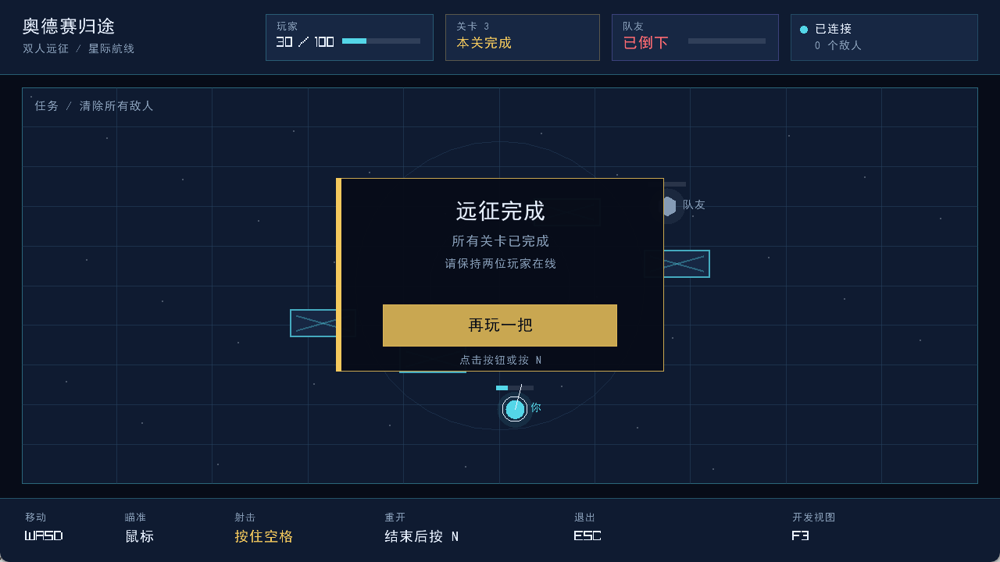 奥德赛归途
双人远征 / 星际航线
玩家
30 / 100
关卡 3
本关完成
队友
已倒下
已连接
0 个敌人
任务 / 清除所有敌人
远征完成
所有关卡已完成
请保持两位玩家在线
再玩一把
点击按钮或按 N
队友
你
移动
WASD
瞄准
鼠标
射击
按住空格
重开
结束后按 N
退出
ESC
开发视图
F3